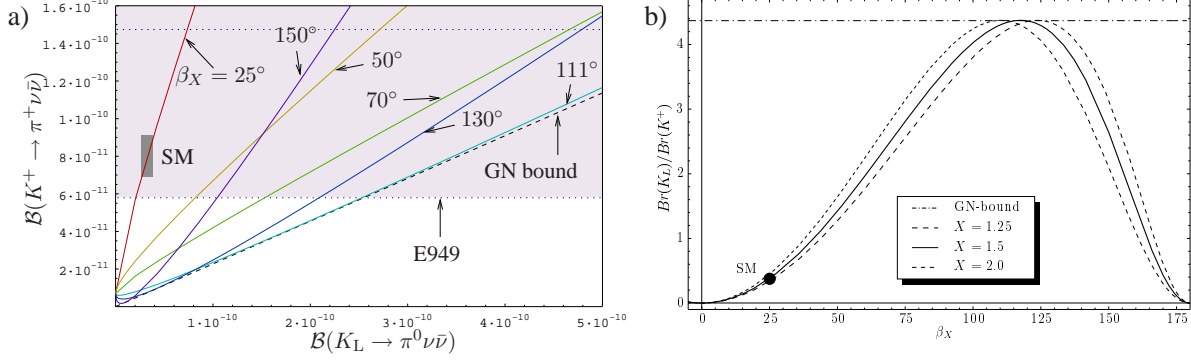 a)
B(K⁺ → π⁺νν̄)
1.6·10⁻¹⁰
1.4·10⁻¹⁰
1·10⁻¹⁰
8·10⁻¹¹
6·10⁻¹¹
4·10⁻¹¹
2·10⁻¹¹
β_X = 25°
150°
50°
70°
130°
111°
SM
GN bound
E949
1·10⁻¹⁰
2·10⁻¹⁰
3·10⁻¹⁰
4·10⁻¹⁰
5·10⁻¹⁰
B(K_L → π⁰νν̄)
b)
Br(K_L)/Br(K⁺)
4
3
2
1
0
SM
GN-bound
X = 1.25
X = 1.5
X = 2.0
0
25
50
75
100
125
150
175
β_X